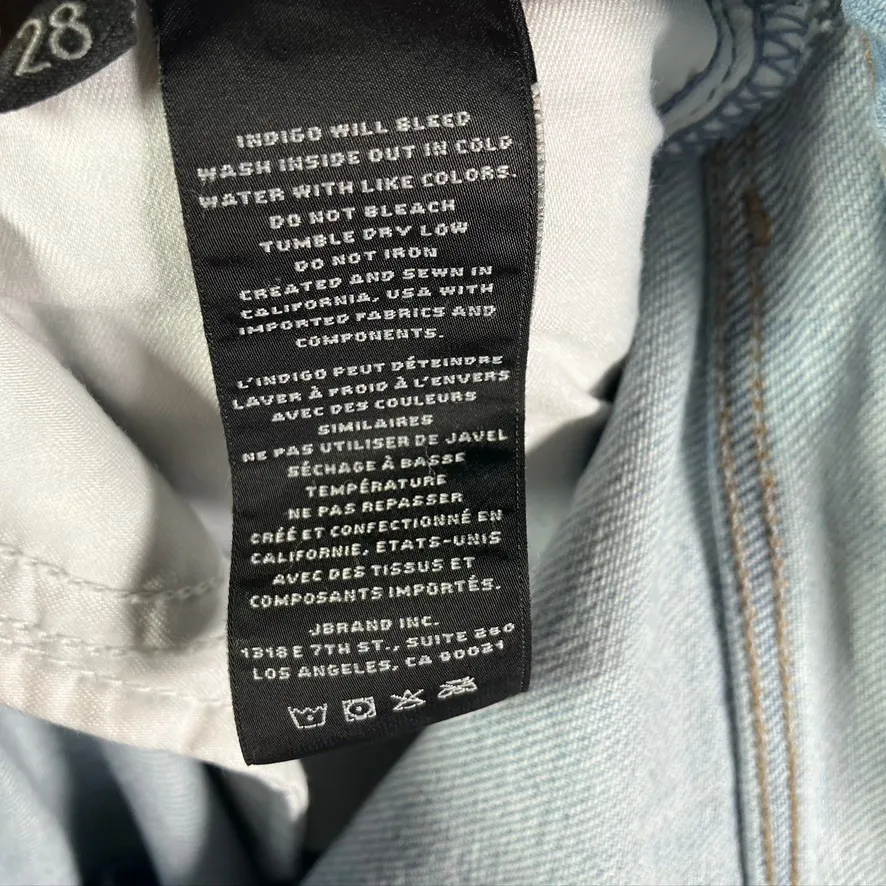 28
INDIGO WILL BLEED
WASH INSIDE OUT IN COLD
WATER WITH LIKE COLORS.
DO NOT BLEACH
TUMBLE DRY LOW
DO NOT IRON
CREATED AND SEWN IN
CALIFORNIA, USA WITH
IMPORTED FABRICS AND
COMPONENTS.
L'INDIGO PEUT DÉTEINDRE
LAVER À FROID À L'ENVERS
AVEC DES COULEURS
SIMILAIRES
NE PAS UTILISER DE JAVEL
SÉCHAGE À BASSE
TEMPÉRATURE
NE PAS REPASSER
CRÉÉ ET CONFECTIONNÉ EN
CALIFORNIE, ETATS-UNIS
AVEC DES TISSUS ET
COMPOSANTS IMPORTÉS.
JBRAND INC.
1318 E 7TH ST., SUITE 260
LOS ANGELES, CA 90021